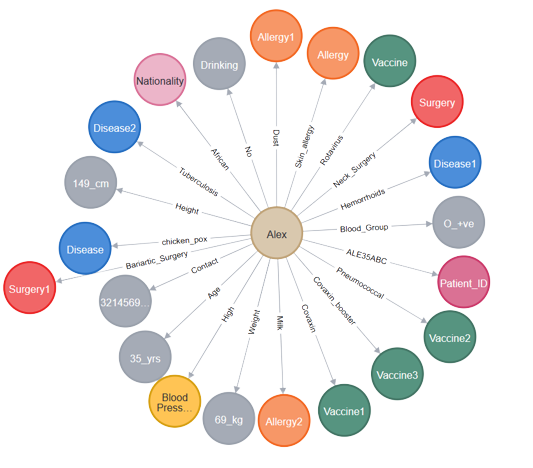 Allergy1
Allergy
Drinking
Vaccine
Nationality
Surgery
Disease2
Disease1
149_cm
O_+ve
Disease
Surgery1
3214569...
Patient_ID
Vaccine2
35_yrs
Vaccine3
Blood
Press...
69_kg
Allergy2
Vaccine1
Alex
Dust
Skin_allergy
Rotavirus
Neck_Surgery
Hemorrhoids
Blood_Group
ALE35ABC
Pneumococcal
Covaxin_booster
Covaxin
Milk
Weight
High
Age
Contact
Bariartic_Surgery
chicken_pox
Height
Tuberculosis
African
No